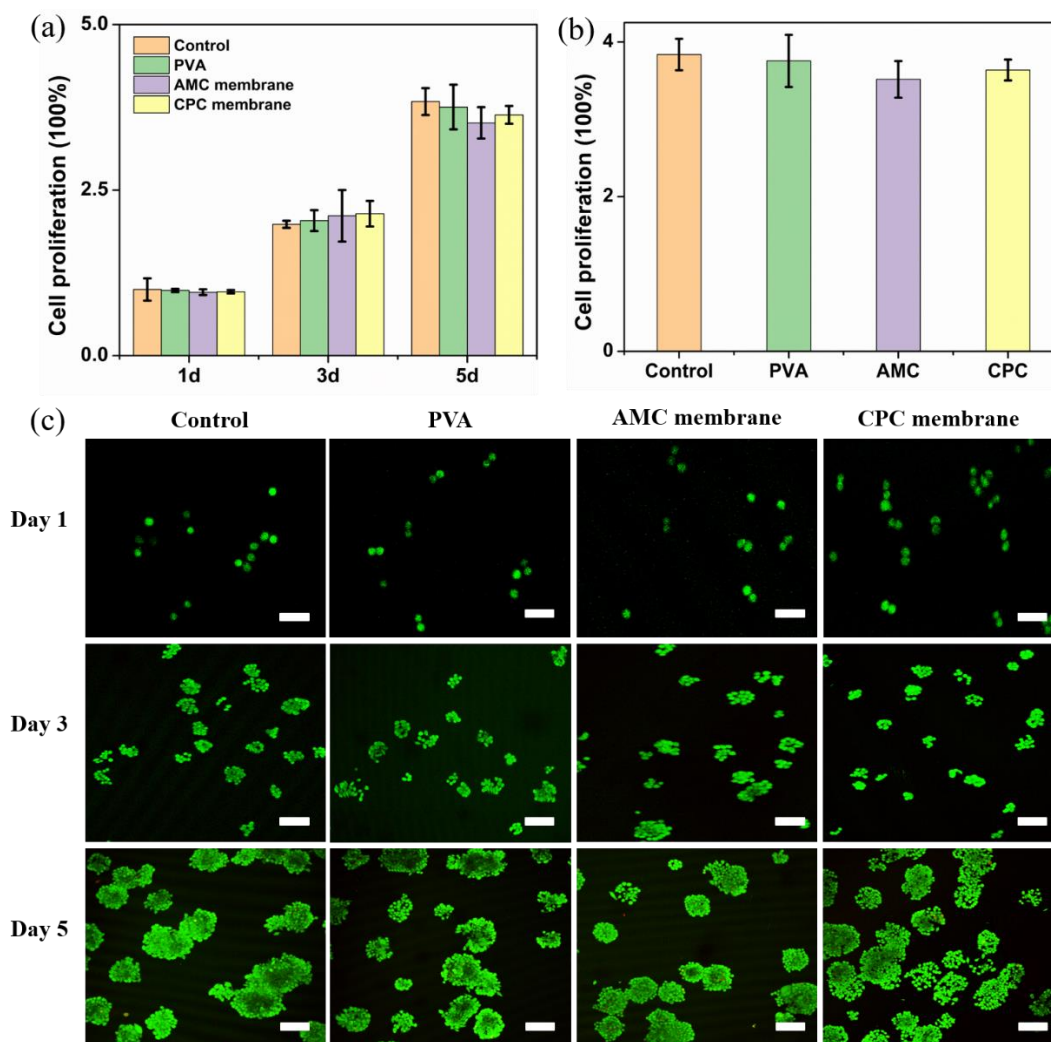 (a)
5.0
2.5
0.0
Cell proliferation (100%)
Control
PVA
AMC membrane
CPC membrane
1d
3d
5d
(b)
4
2
0
Cell proliferation (100%)
Control
PVA
AMC
CPC
(c)
Control
PVA
AMC membrane
CPC membrane
Day 1
Day 3
Day 5